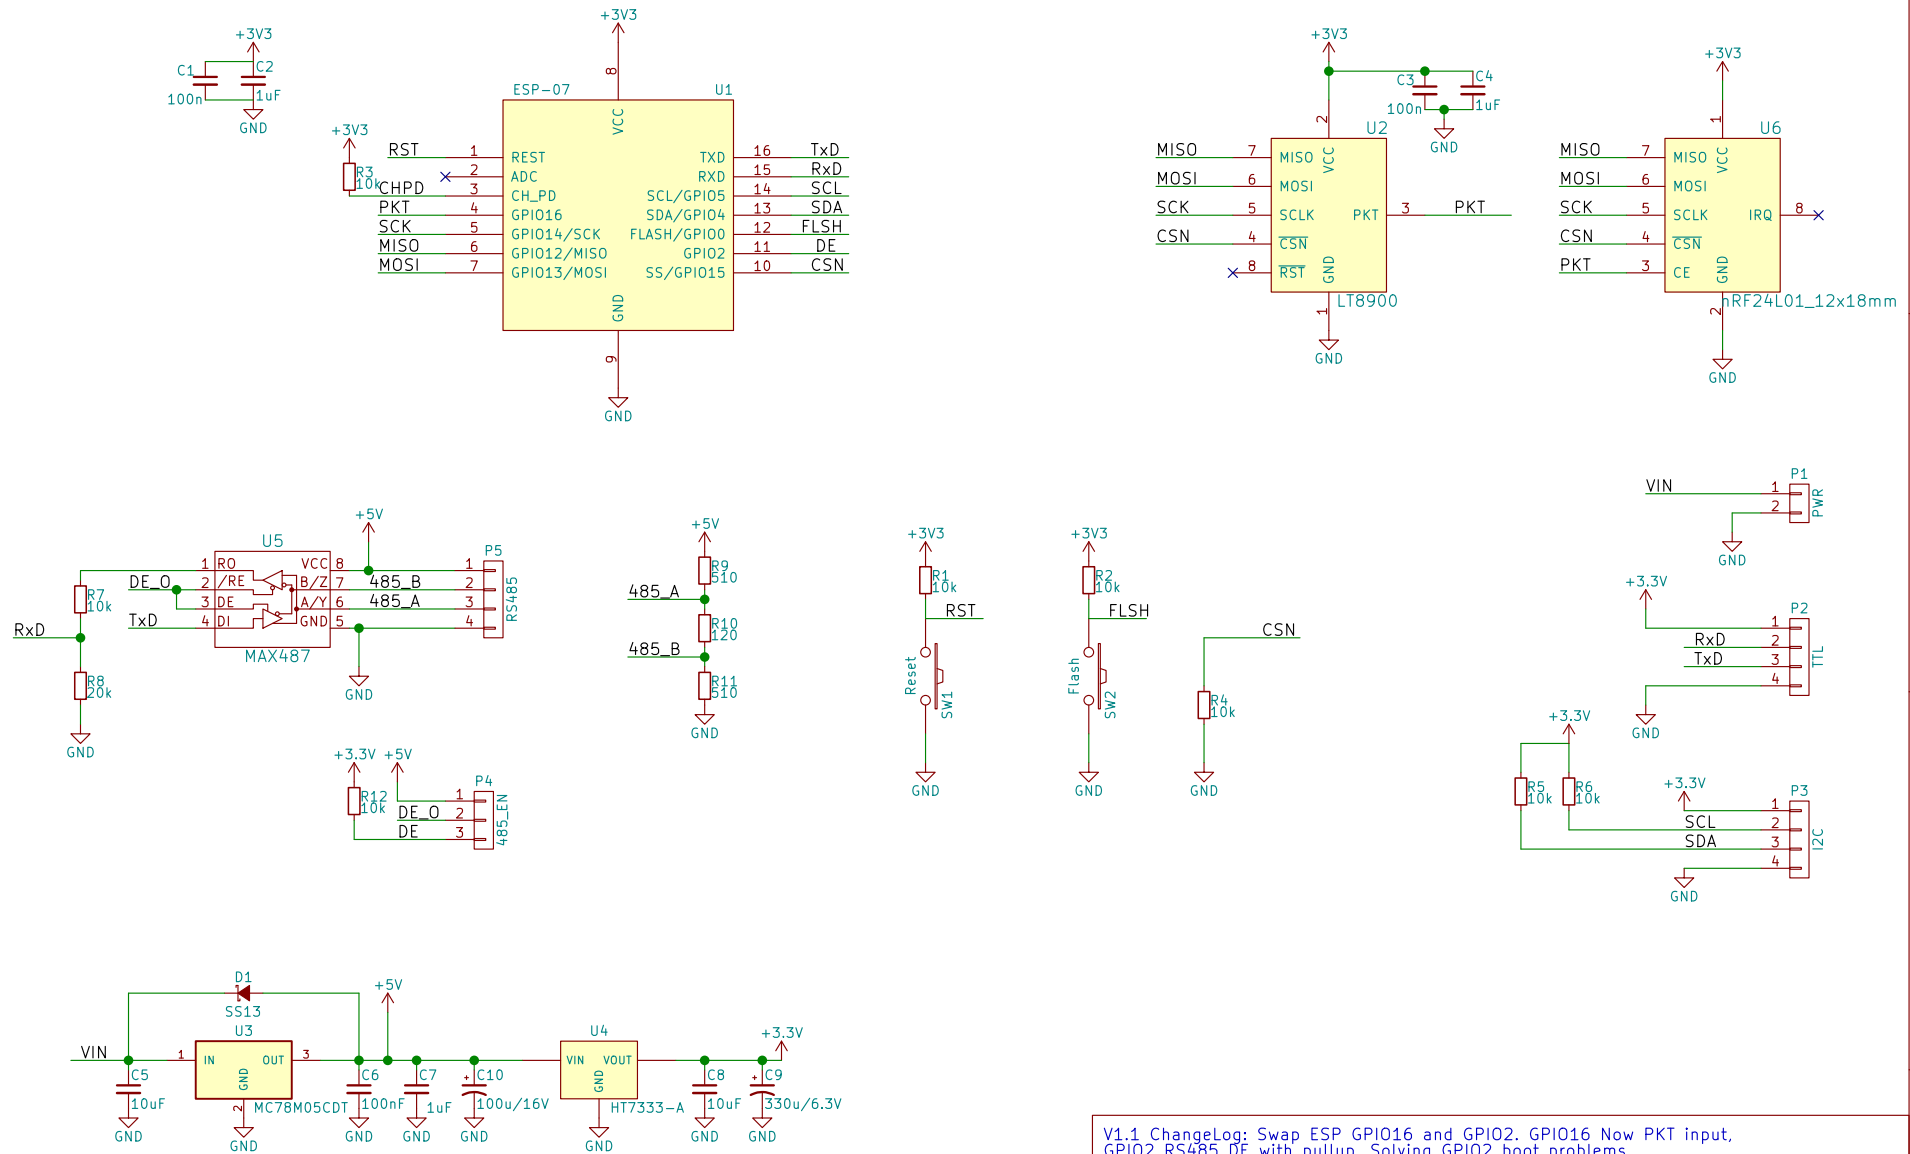 +3V3
C1
100n
C2
1uF
GND
+3V3
8
ESP-07
U1
VCC
+3V3
R3
10k
RST 1 REST
2 ADC
CHPD 3 CH_PD
PKT 4 GPIO16
SCK 5 GPIO14/SCK
MISO 6 GPIO12/MISO
MOSI 7 GPIO13/MOSI
TXD 16 TxD
RXD 15 RxD
SCL/GPIO5 14 SCL
SDA/GPIO4 13 SDA
FLASH/GPIO0 12 FLSH
GPIO2 11 DE
SS/GPIO15 10 CSN
GND
9
GND
+3V3
C3
100n
C4
1uF
GND
2
U2
VCC
MISO 7 MISO
MOSI 6 MOSI
SCK 5 SCLK
CSN 4 CSN
8 RST
PKT 3 PKT
GND
1
LT8900
GND
+3V3
1
U6
VCC
MISO 7 MISO
MOSI 6 MOSI
SCK 5 SCLK
CSN 4 CSN
PKT 3 CE
IRQ 8
GND
2
nRF24L01_12x18mm
GND
+5V
U5
1 RO
DE_O 2 /RE
3 DE
TxD 4 DI
VCC 8
B/Z 7 485_B
A/Y 6 485_A
GND 5
MAX487
P5
1
2
3
4
RS485
R7
10k
RxD
R8
20k
GND
GND
+5V
R9
510
485_A
R10
120
485_B
R11
510
GND
+3V3
R1
10k
RST
Reset
SW1
GND
+3V3
R2
10k
FLSH
Flash
SW2
GND
CSN
R4
10k
GND
P1
VIN 1
2
PWR
GND
+3.3V
P2
1
RxD 2
TxD 3
4
TTL
GND
+3.3V
R5
10k
R6
10k
+3.3V
P3
1
SCL 2
SDA 3
4
I2C
GND
+3.3V
+5V
R12
10k
P4
1
DE_O 2
DE 3
485_EN
D1
SS13
U3
VIN 1 IN
OUT 3
GND
2
MC78M05CDT
GND
C5
10uF
GND
+5V
C6
100nF
GND
C7
1uF
GND
C10
100u/16V
GND
U4
VIN VOUT
GND
HT7333-A
GND
C8
10uF
GND
+3.3V
C9
330u/6.3V
GND
V1.1 ChangeLog: Swap ESP GPIO16 and GPIO2. GPIO16 Now PKT input,
GPIO2 RS485 DE with pullup. Solving GPIO2 boot problems